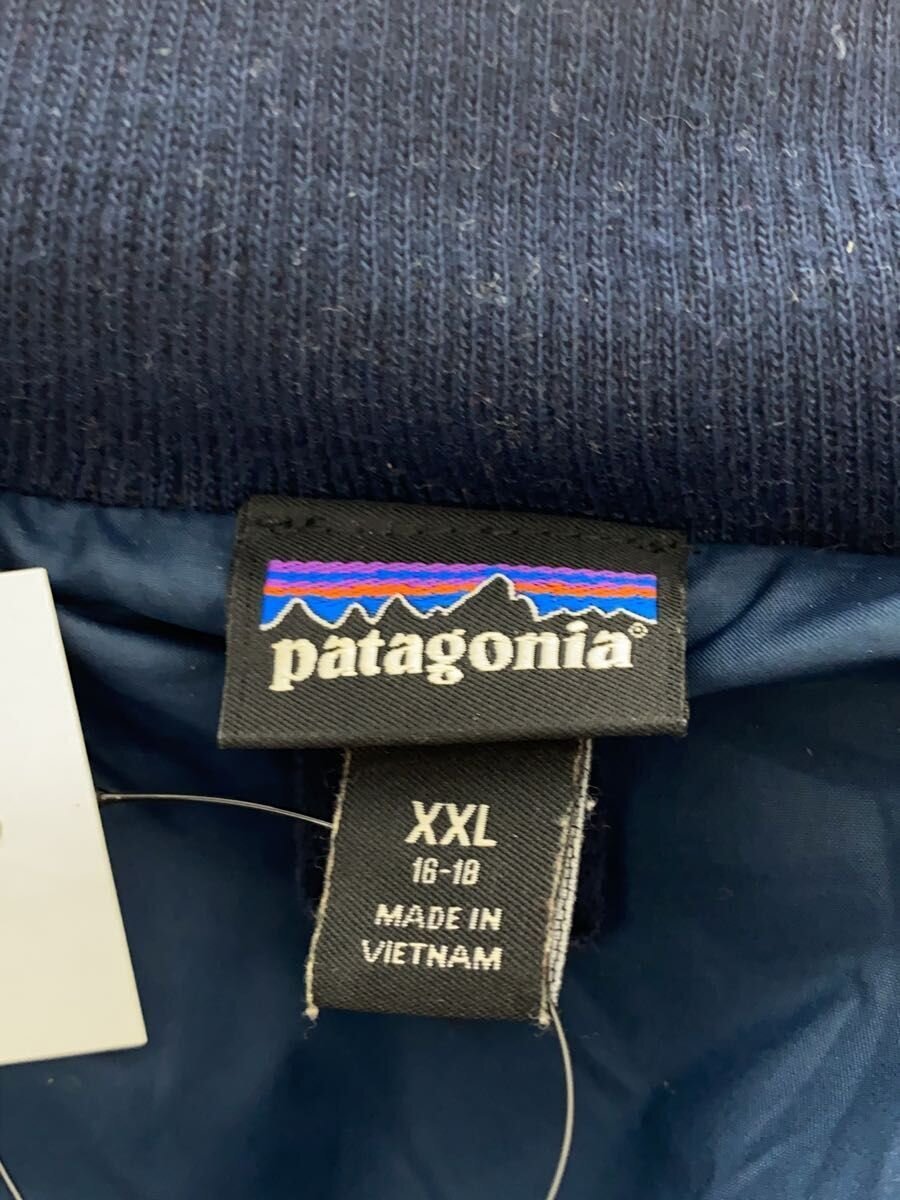 patagonia®
XXL
16-18
MADE IN
VIETNAM